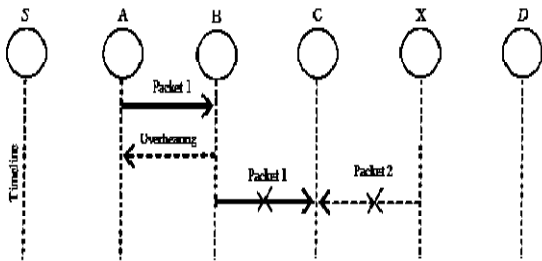 S A B C X D
Packet 1
Overhearing
Packet 1 Packet 2
Timeline